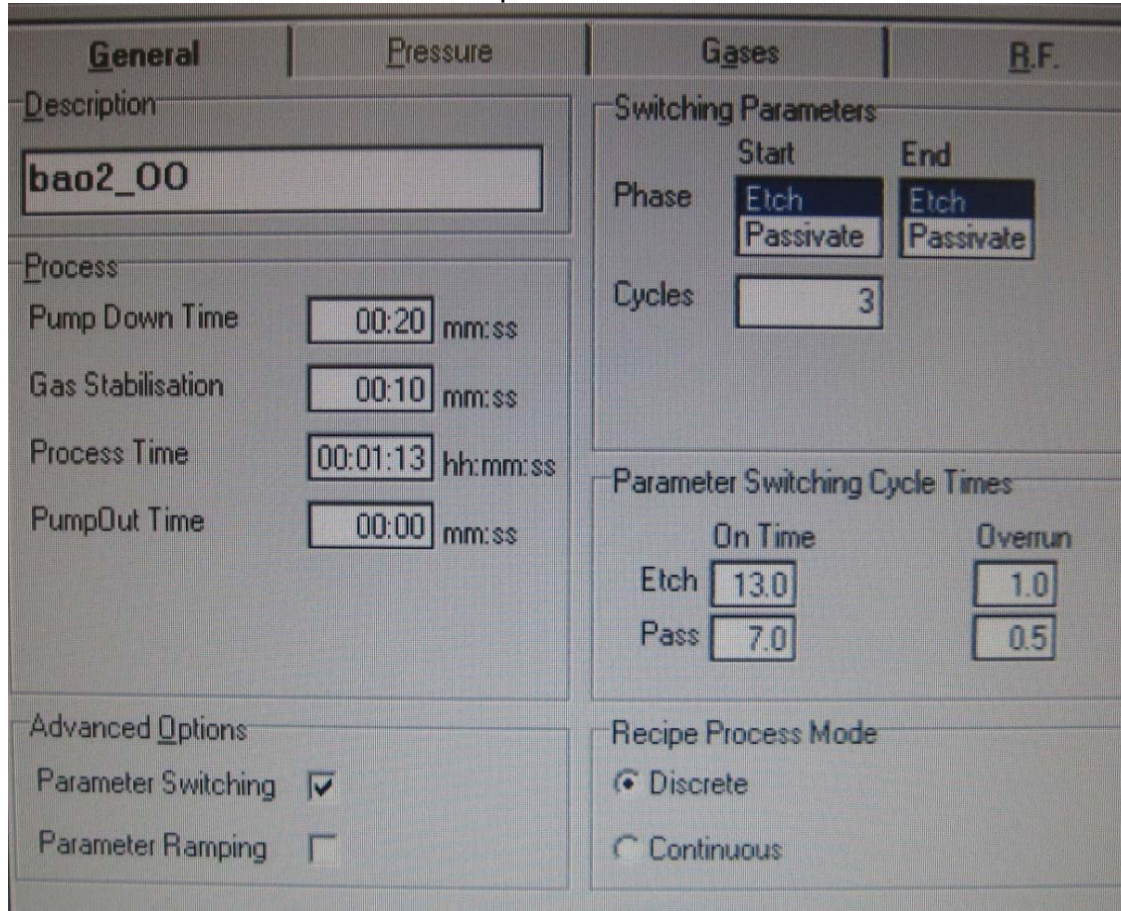 General Pressure Gases R.F.
Description
bao2_OO
Process
Pump Down Time 00:20 mm:ss
Gas Stabilisation 00:10 mm:ss
Process Time 00:01:13 hh:mm:ss
PumpOut Time 00:00 mm:ss
Advanced Options
Parameter Switching
Parameter Ramping
Switching Parameters
Start End
Phase Etch Etch
Passivate Passivate
Cycles 3
Parameter Switching Cycle Times
On Time Overrun
Etch 13.0 1.0
Pass 7.0 0.5
Recipe Process Mode
Discrete
Continuous